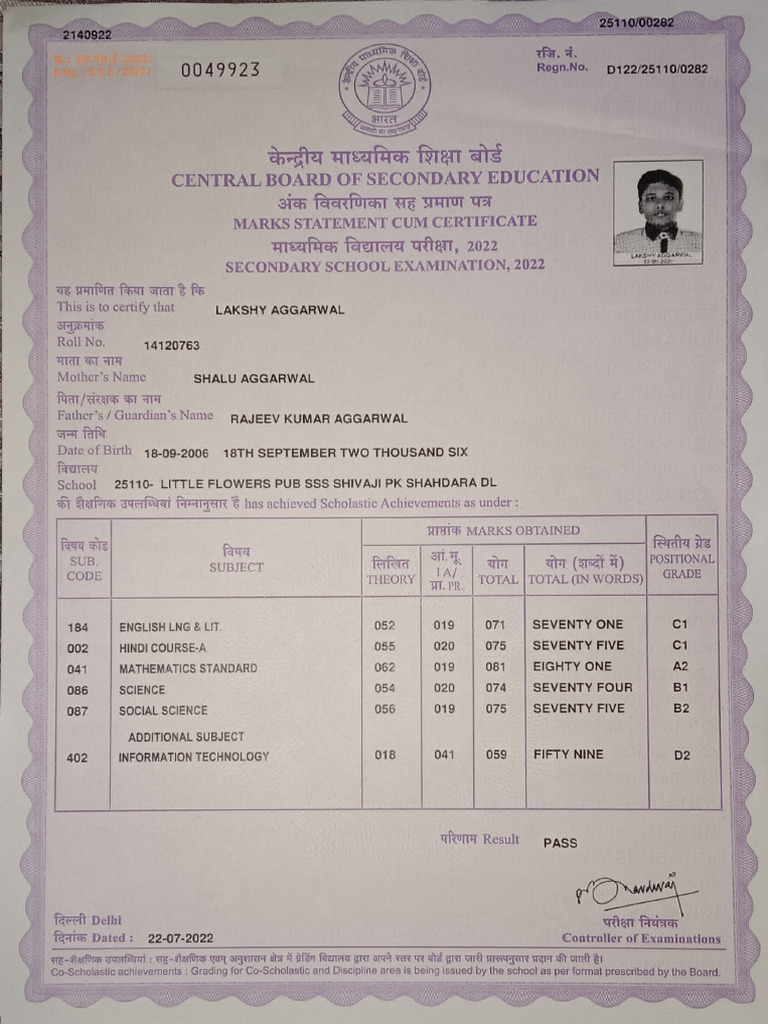 2140922
25110/00282
0049923
रजि. नं.
Regn.No. D122/25110/0282
केन्द्रीय माध्यमिक शिक्षा बोर्ड
भारत
केन्द्रीय माध्यमिक शिक्षा बोर्ड
CENTRAL BOARD OF SECONDARY EDUCATION
अंक विवरणिका सह प्रमाण पत्र
MARKS STATEMENT CUM CERTIFICATE
माध्यमिक विद्यालय परीक्षा, 2022
SECONDARY SCHOOL EXAMINATION, 2022
LAKSHY AGGARWAL
यह प्रमाणित किया जाता है कि
This is to certify that LAKSHY AGGARWAL
अनुक्रमांक
Roll No. 14120763
माता का नाम
Mother's Name SHALU AGGARWAL
पिता/संरक्षक का नाम
Father's / Guardian's Name RAJEEV KUMAR AGGARWAL
जन्म तिथि
Date of Birth 18-09-2006 18TH SEPTEMBER TWO THOUSAND SIX
विद्यालय
School 25110- LITTLE FLOWERS PUB SSS SHIVAJI PK SHAHDARA DL
की शैक्षणिक उपलब्धियां निम्नानुसार हैं has achieved Scholastic Achievements as under :
विषय कोड
SUB.
CODE
विषय
SUBJECT
प्राप्तांक MARKS OBTAINED
लिखित
THEORY
आं.मू.
I A/
प्रा. PR.
योग
TOTAL
योग (शब्दों में)
TOTAL (IN WORDS)
स्थितीय ग्रेड
POSITIONAL
GRADE
184 ENGLISH LNG & LIT. 052 019 071 SEVENTY ONE C1
002 HINDI COURSE-A 055 020 075 SEVENTY FIVE C1
041 MATHEMATICS STANDARD 062 019 081 EIGHTY ONE A2
086 SCIENCE 054 020 074 SEVENTY FOUR B1
087 SOCIAL SCIENCE 056 019 075 SEVENTY FIVE B2
ADDITIONAL SUBJECT
402 INFORMATION TECHNOLOGY 018 041 059 FIFTY NINE D2
परिणाम Result PASS
दिल्ली Delhi
दिनांक Dated : 22-07-2022
परीक्षा नियंत्रक
Controller of Examinations
सह-शैक्षणिक उपलब्धियां : सह-शैक्षणिक एवम् अनुशासन क्षेत्र में ग्रेडिंग विद्यालय द्वारा अपने स्तर पर बोर्ड द्वारा जारी प्रारूपनुसार प्रदान की जाती है।
Co-Scholastic achievements : Grading for Co-Scholastic and Discipline area is being issued by the school as per format prescribed by the Board.